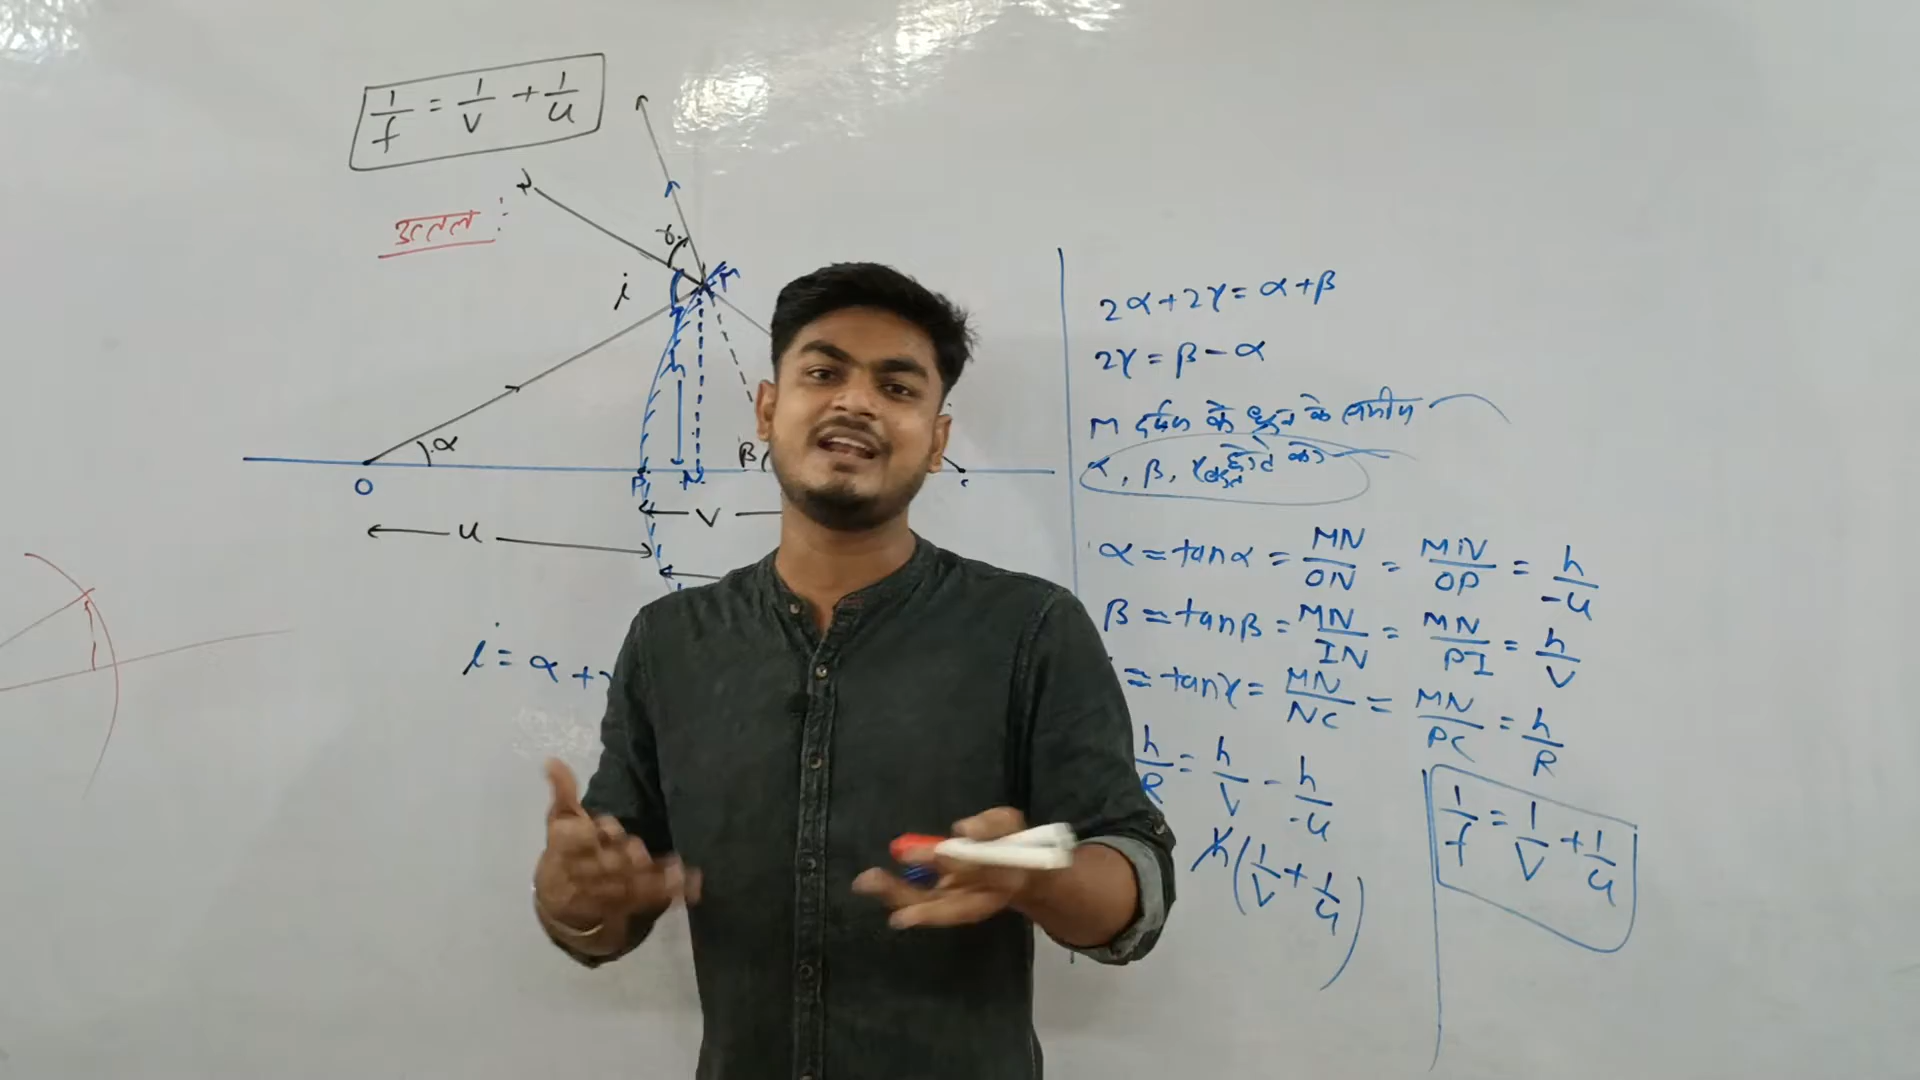 1/f = 1/v + 1/u
उत्तल :
r
i
M
α
β
O
P
N
c
u
v
i = α +
2α + 2γ = α + β
2γ = β - α
M दर्पण के ध्रुव के समीप
α, β, γ होने को
α ≈ tanα = MN/ON = MN/OP = h/-u
β ≈ tanβ = MN/IN = MN/PI = h/v
≈ tanγ = MN/NC = MN/PC = h/R
h/R = h/v - h/-u
h(1/v + 1/u)
1/f = 1/v + 1/u